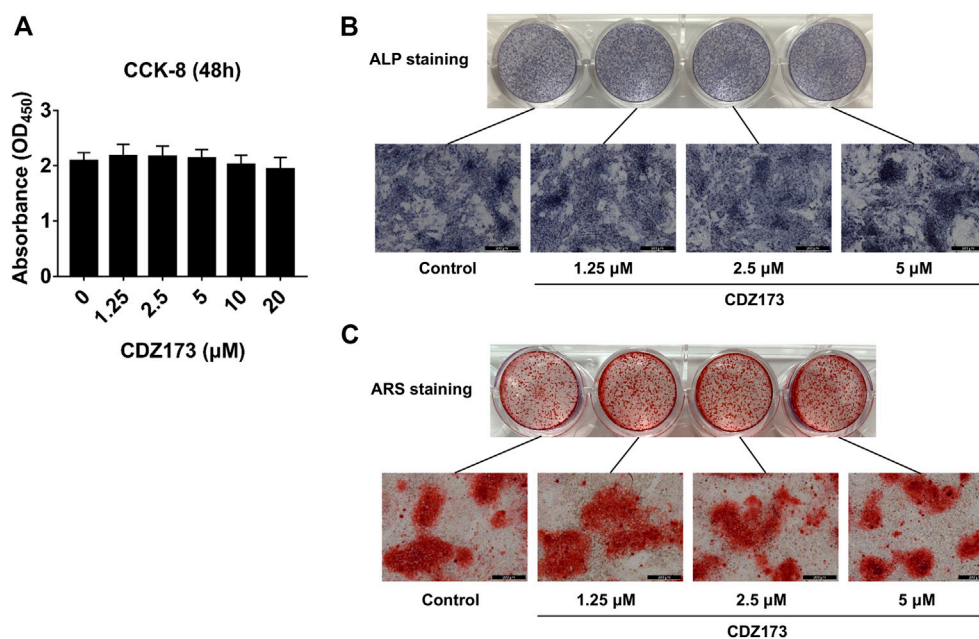 A
CCK-8 (48h)
Absorbance (OD450)
3
2
1
0
0
1.25
2.5
5
10
20
CDZ173 (µM)
B
ALP staining
Control
1.25 µM
2.5 µM
5 µM
CDZ173
C
ARS staining
Control
1.25 µM
2.5 µM
5 µM
CDZ173